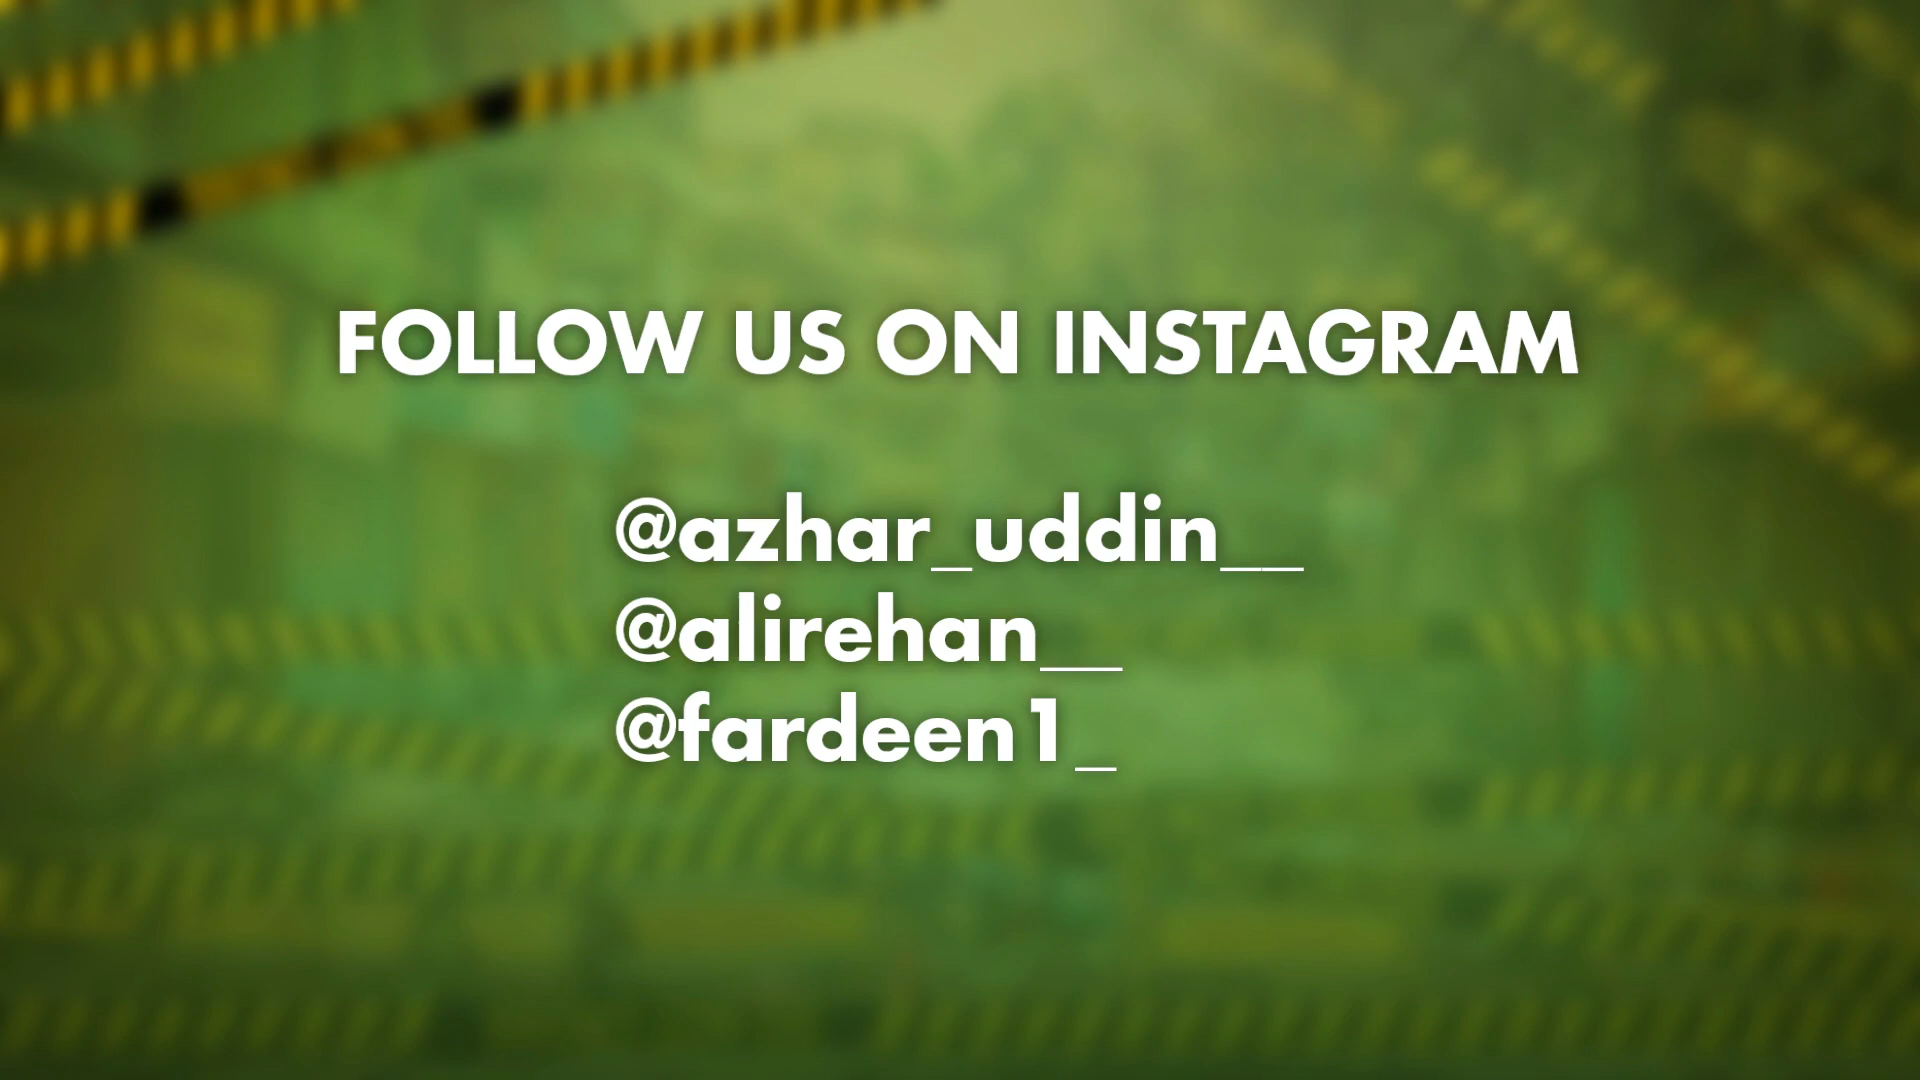 FOLLOW US ON INSTAGRAM
@azhar_uddin__
@alirehan__
@fardeen1_